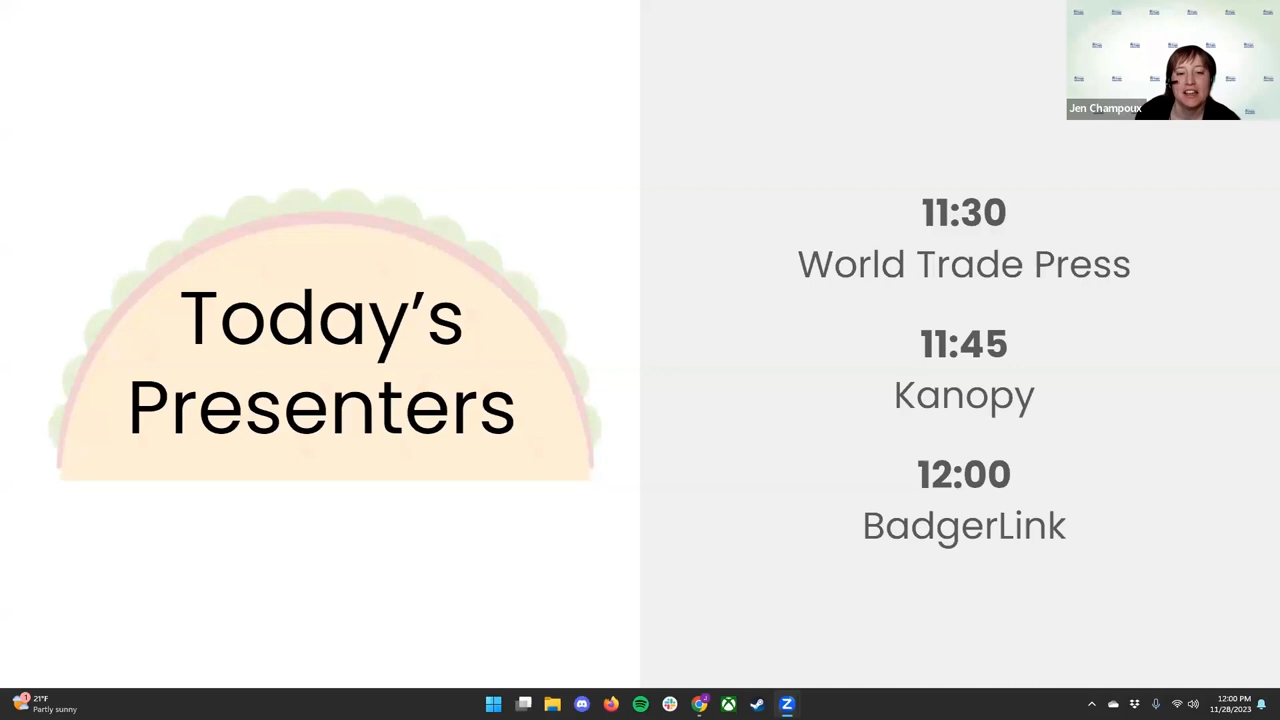 Today’s
Presenters
11:30
World Trade Press
11:45
Kanopy
12:00
BadgerLink
Jen Champoux
1
21°F
Partly sunny
J
Z
12:00 PM
11/28/2023